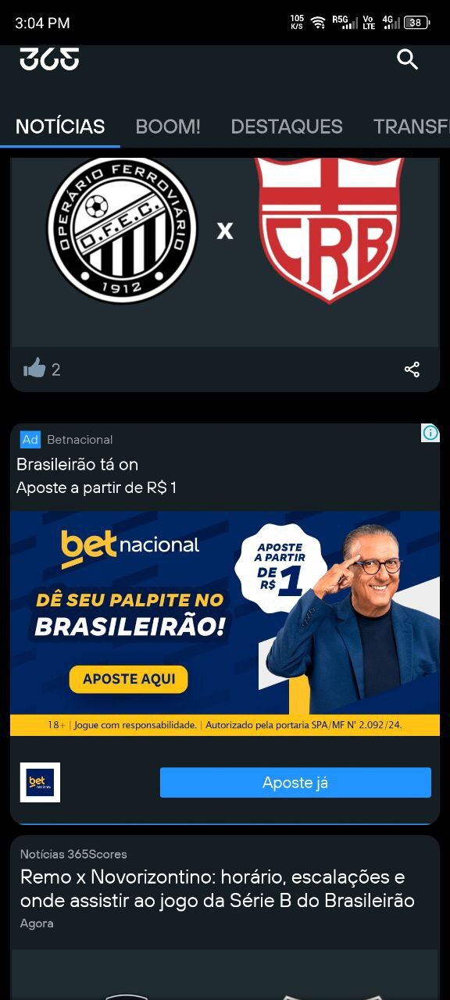 3:04 PM
105 K/S R5G Vo LTE 4G 38
365
NOTÍCIAS BOOM! DESTAQUES TRANSF
OPERÁRIO FERROVIÁRIO
O.F.E.C.
1912
x
CRB
2
Ad Betnacional
Brasileirão tá on
Aposte a partir de R$ 1
bet nacional
APOSTE
A PARTIR
DE
R$ 1
DÊ SEU PALPITE NO
BRASILEIRÃO!
APOSTE AQUI
18+ | Jogue com responsabilidade. | Autorizado pela portaria SPA/MF N° 2.092/24.
bet nacional
Aposte já
Notícias 365Scores
Remo x Novorizontino: horário, escalações e
onde assistir ao jogo da Série B do Brasileirão
Agora